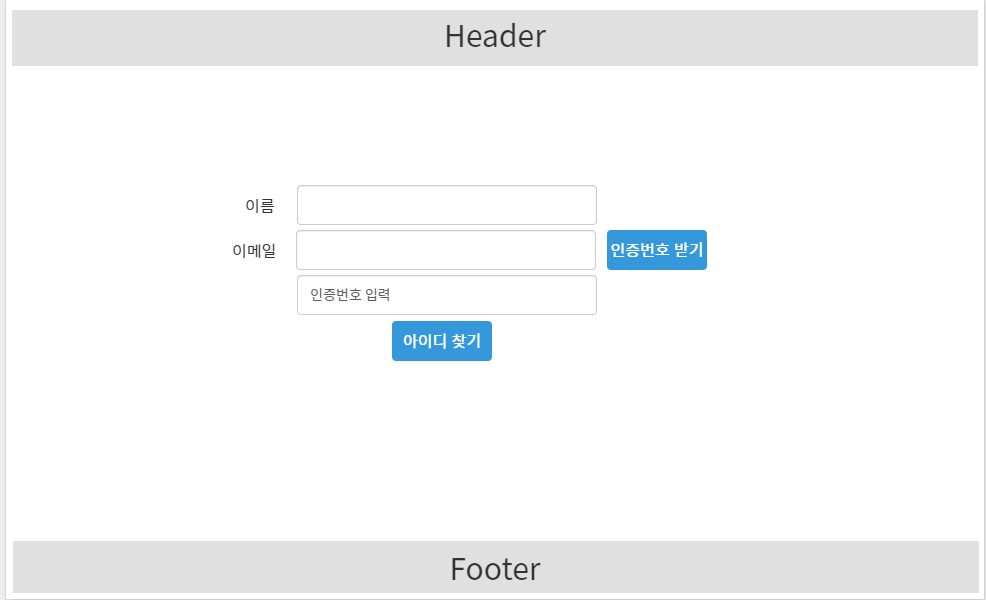 Header
이름
이메일
인증번호 받기
인증번호 입력
아이디 찾기
Footer